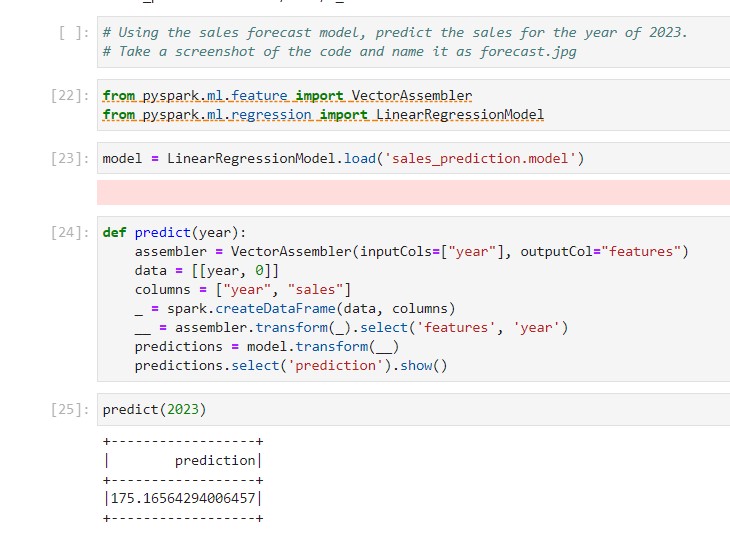 [ ]: # Using the sales forecast model, predict the sales for the year of 2023.
# Take a screenshot of the code and name it as forecast.jpg
[22]: from pyspark.ml.feature import VectorAssembler
from pyspark.ml.regression import LinearRegressionModel
[23]: model = LinearRegressionModel.load('sales_prediction.model')
[24]: def predict(year):
    assembler = VectorAssembler(inputCols=["year"], outputCol="features")
    data = [[year, 0]]
    columns = ["year", "sales"]
    _ = spark.createDataFrame(data, columns)
    __ = assembler.transform(_).select('features', 'year')
    predictions = model.transform(__)
    predictions.select('prediction').show()
[25]: predict(2023)
+------------------+
|        prediction|
+------------------+
|175.16564294006457|
+------------------+